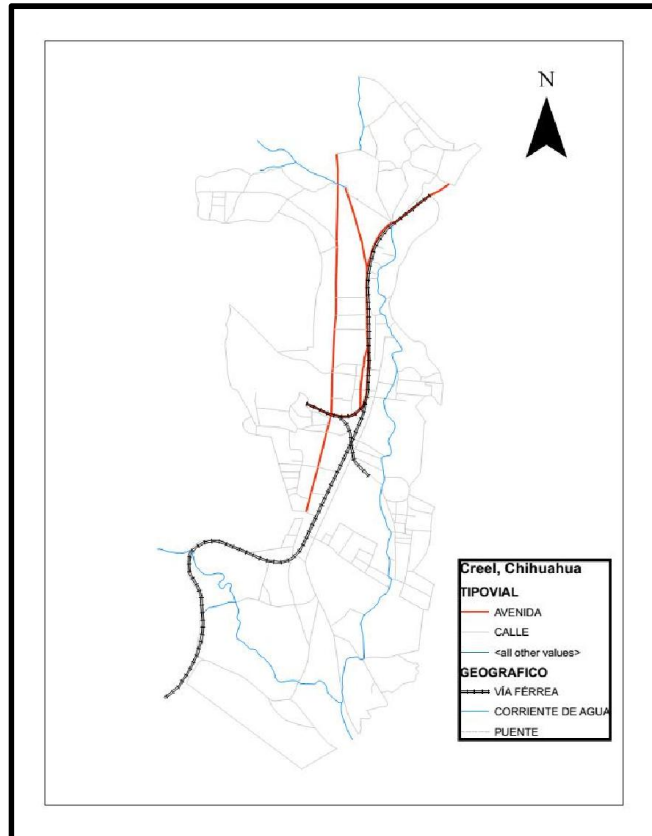 N
Creel, Chihuahua
TIPOVIAL
AVENIDA
CALLE
<all other values>
GEOGRAFICO
VÍA FÉRREA
CORRIENTE DE AGUA
PUENTE